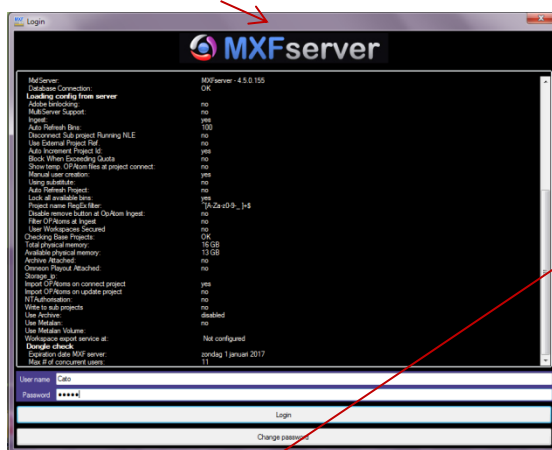 Login
MXFserver
MxfServer: MXFserver - 4.5.0.155
Database Connection: OK
Loading config from server
Adobe binlocking: no
MultiServer Support: no
Ingest: yes
Auto Refresh Bins: 100
Disconnect Sub project Running NLE no
Use External Project Ref no
Auto Increment Project Id: yes
Block When Exceeding Quota no
Show temp. OPAtom files at project connect: no
Manual user creation: yes
Using substitute: no
Auto Refresh Project: no
Lock all available bins: yes
Project name RegEx filter: ^[A-Za-z0-9-_ ]+$
Disable remove button at OpAtom Ingest: no
Filter OPAtoms at Ingest no
User Workspaces Secured no
Checking Base Projects: OK
Total physical memory: 16 GB
Available physical memory: 13 GB
Archive Attached: no
Omneon Playout Attached: no
Storage_ip:
Import OPAtoms on connect project yes
Import OPAtoms on update project no
NTAuthorisation: no
Write to sub projects no
Use Archive: disabled
Use Metalan: no
Use Metalan Volume:
Workspace export service at: Not configured
Dongle check
Expiration date MXF server: zondag 1 januari 2017
Max # of concurrent users: 11
User name Cato
Password •••••
Login
Change password